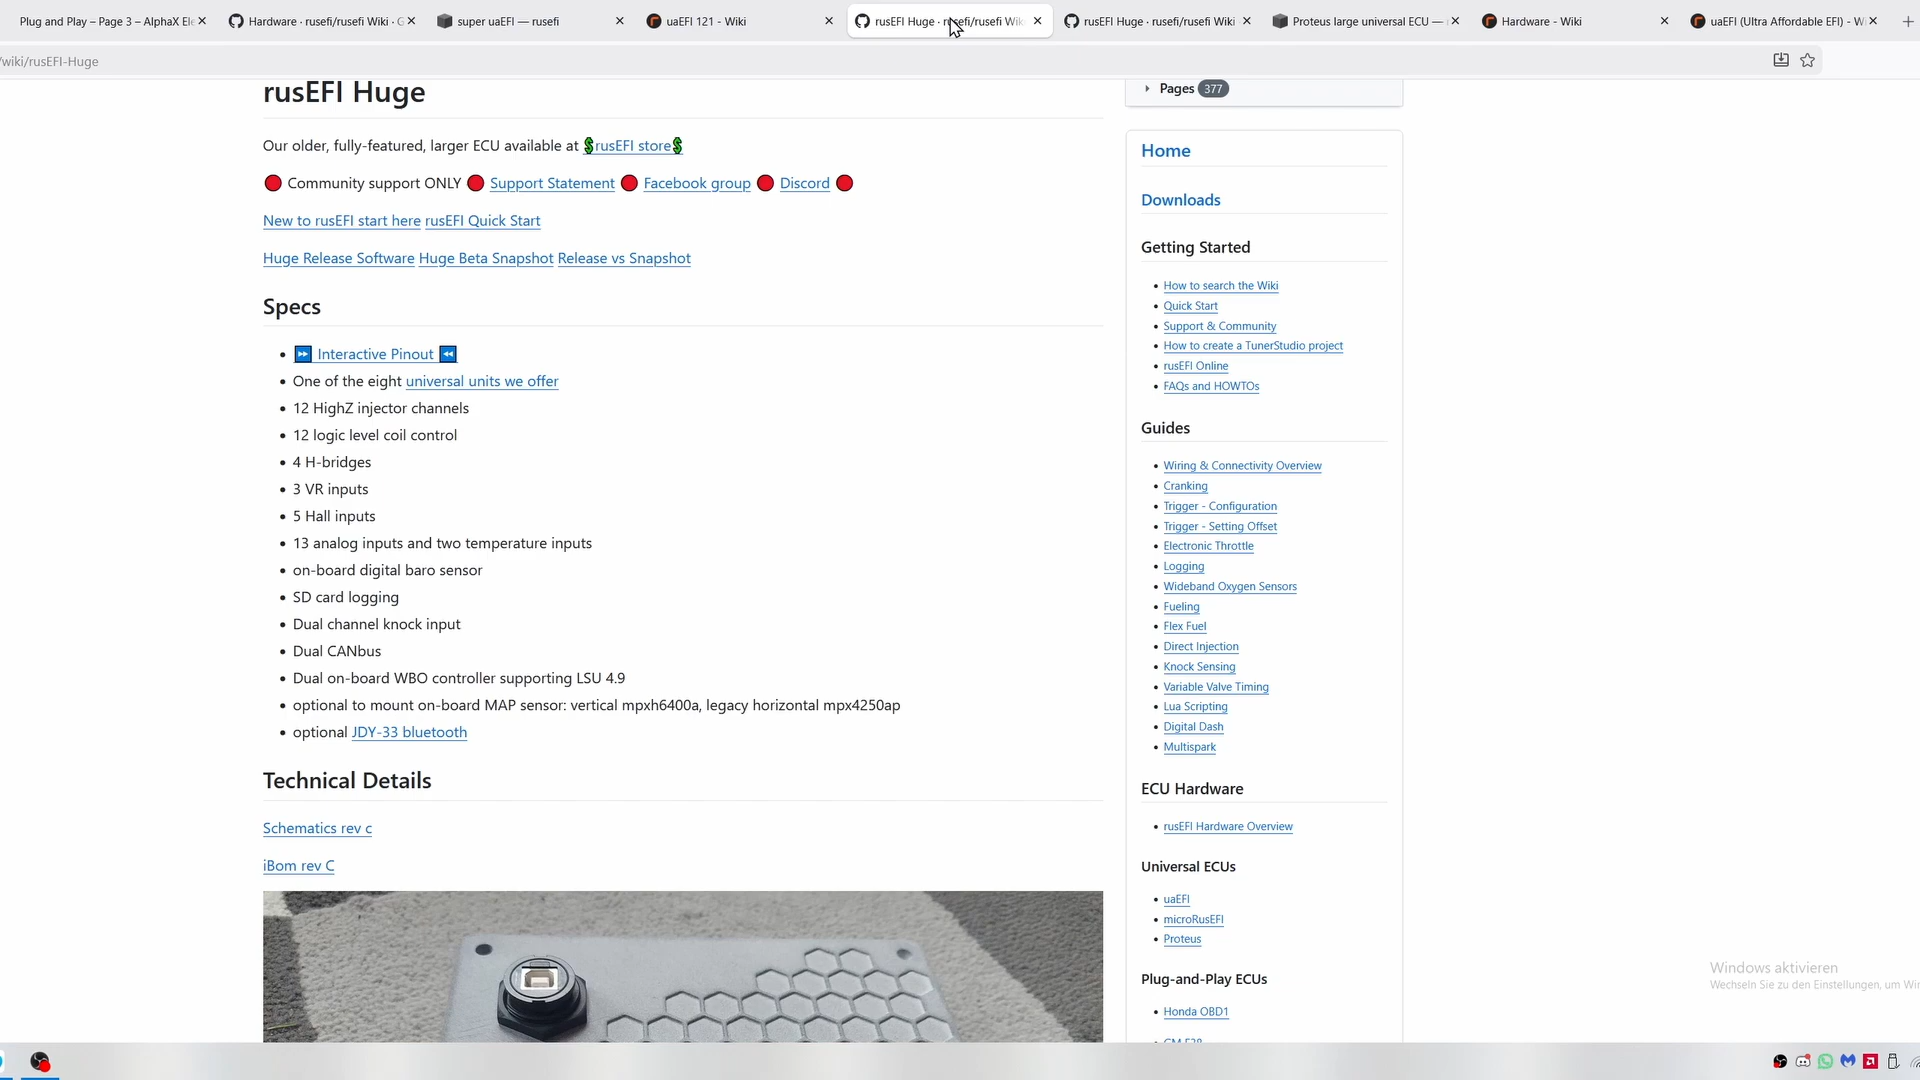 Plug and Play – Page 3 – AlphaX Ele
Hardware · rusefi/rusefi Wiki · G
super uaEFI — rusefi
uaEFI 121 - Wiki
rusEFI Huge · rusefi/rusefi Wiki
rusEFI Huge · rusefi/rusefi Wiki
Proteus large universal ECU —
Hardware - Wiki
uaEFI (Ultra Affordable EFI) - Wi
/wiki/rusEFI-Huge
rusEFI Huge
Our older, fully-featured, larger ECU available at 💲rusEFI store💲
🔴 Community support ONLY 🔴 Support Statement 🔴 Facebook group 🔴 Discord 🔴
New to rusEFI start here rusEFI Quick Start
Huge Release Software Huge Beta Snapshot Release vs Snapshot
Specs
• ⏩ Interactive Pinout ⏪
• One of the eight universal units we offer
• 12 HighZ injector channels
• 12 logic level coil control
• 4 H-bridges
• 3 VR inputs
• 5 Hall inputs
• 13 analog inputs and two temperature inputs
• on-board digital baro sensor
• SD card logging
• Dual channel knock input
• Dual CANbus
• Dual on-board WBO controller supporting LSU 4.9
• optional to mount on-board MAP sensor: vertical mpxh6400a, legacy horizontal mpx4250ap
• optional JDY-33 bluetooth
Technical Details
Schematics rev c
iBom rev C
Pages 377
Home
Downloads
Getting Started
• How to search the Wiki
• Quick Start
• Support & Community
• How to create a TunerStudio project
• rusEFI Online
• FAQs and HOWTOs
Guides
• Wiring & Connectivity Overview
• Cranking
• Trigger - Configuration
• Trigger - Setting Offset
• Electronic Throttle
• Logging
• Wideband Oxygen Sensors
• Fueling
• Flex Fuel
• Direct Injection
• Knock Sensing
• Variable Valve Timing
• Lua Scripting
• Digital Dash
• Multispark
ECU Hardware
• rusEFI Hardware Overview
Universal ECUs
• uaEFI
• microRusEFI
• Proteus
Plug-and-Play ECUs
• Honda OBD1
Windows aktivieren
Wechseln Sie zu den Einstellungen, um Win